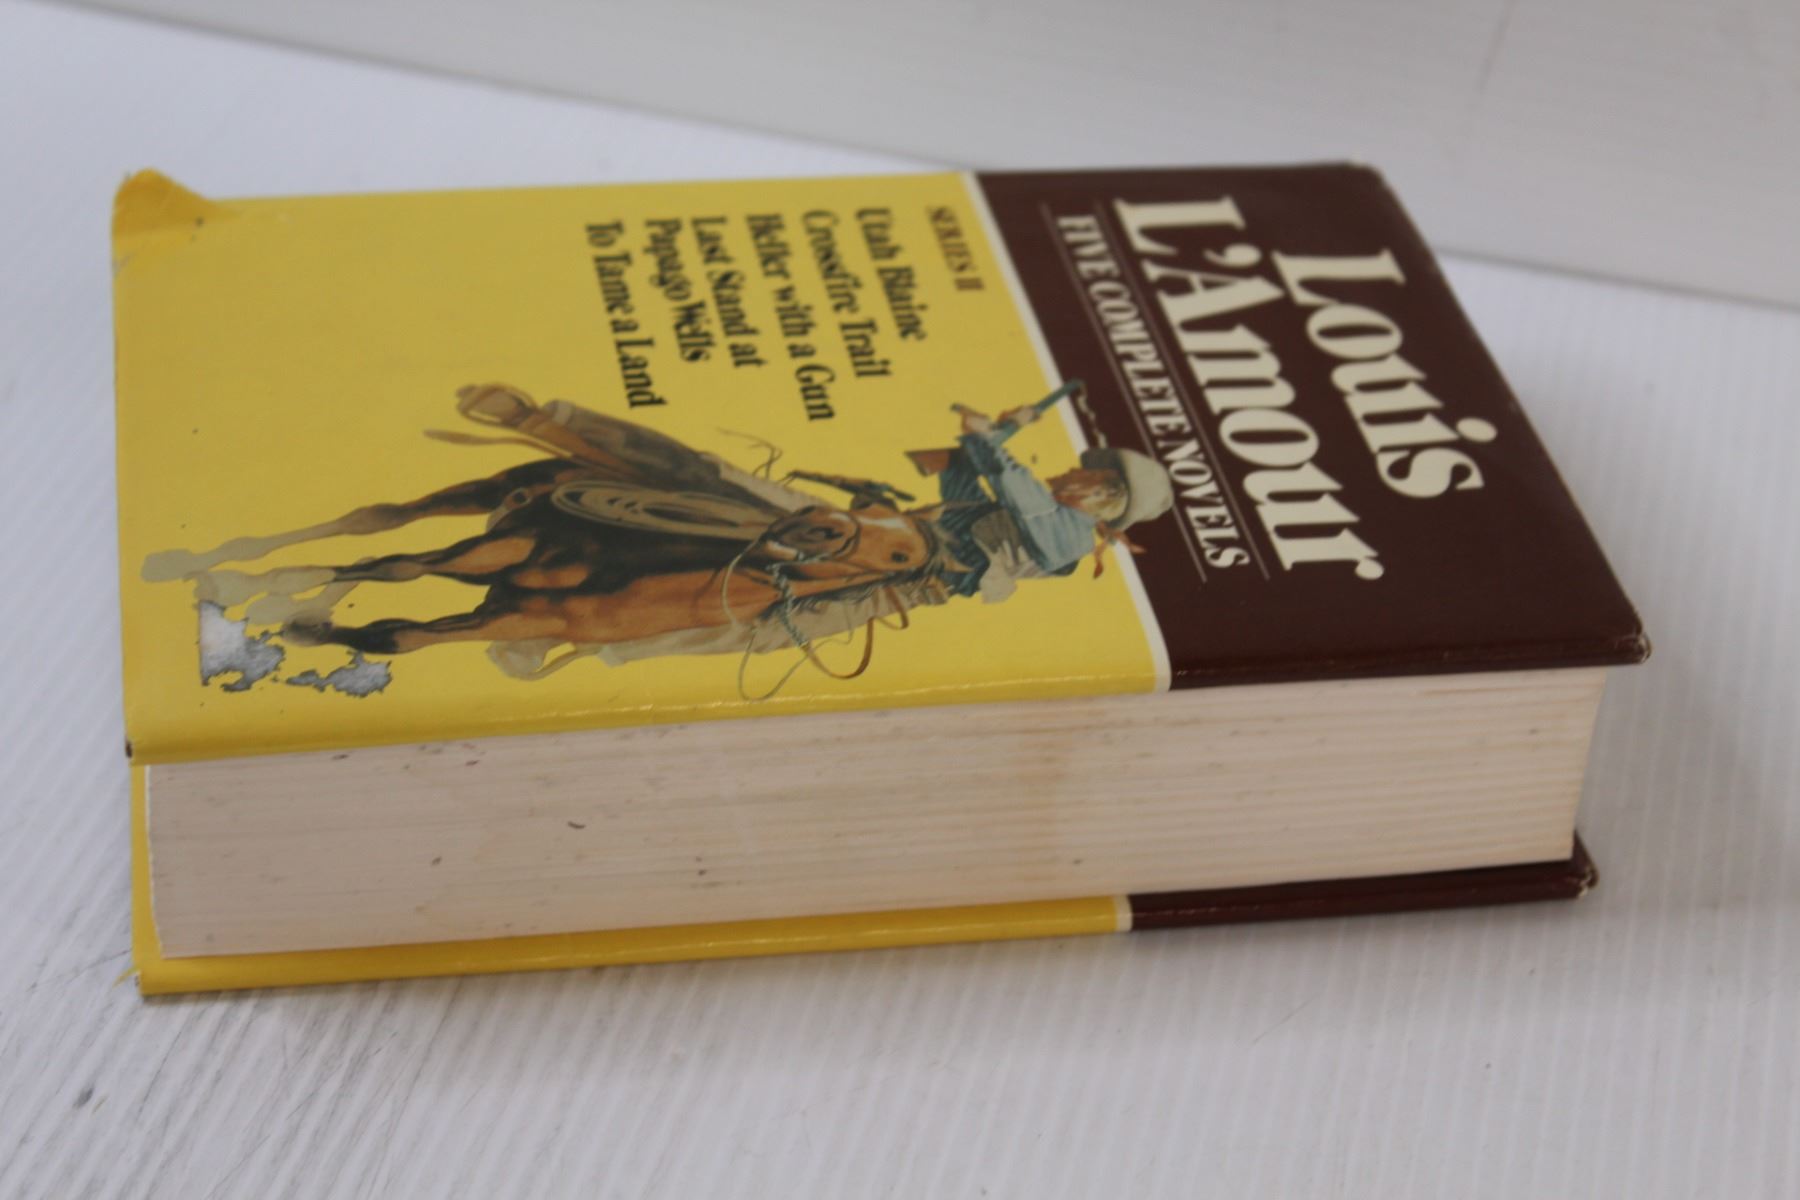 Louis
L'Amour
FIVE COMPLETE NOVELS
SERIES II
Utah Blaine
Crossfire Trail
Heller with a Gun
Last Stand at
Papago Wells
To Tame a Land